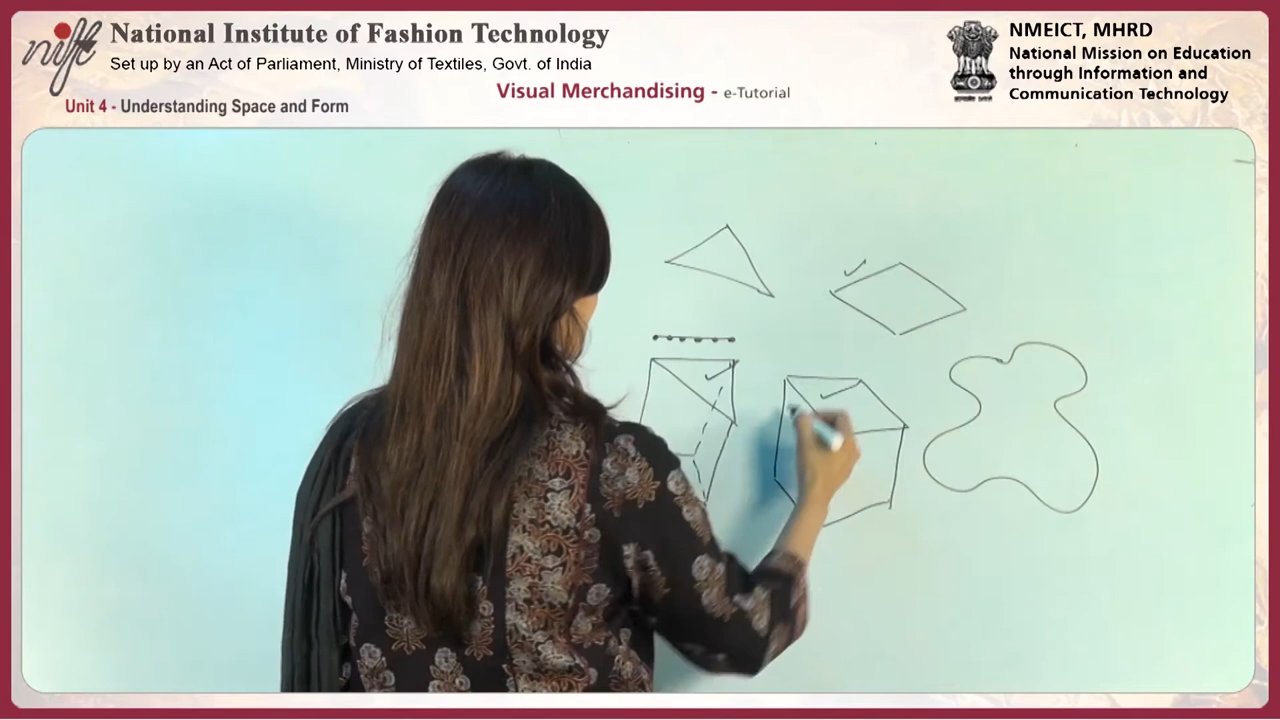 nift
National Institute of Fashion Technology
Set up by an Act of Parliament, Ministry of Textiles, Govt. of India
Unit 4 - Understanding Space and Form
Visual Merchandising - e-Tutorial
NMEICT, MHRD
National Mission on Education
through Information and
Communication Technology